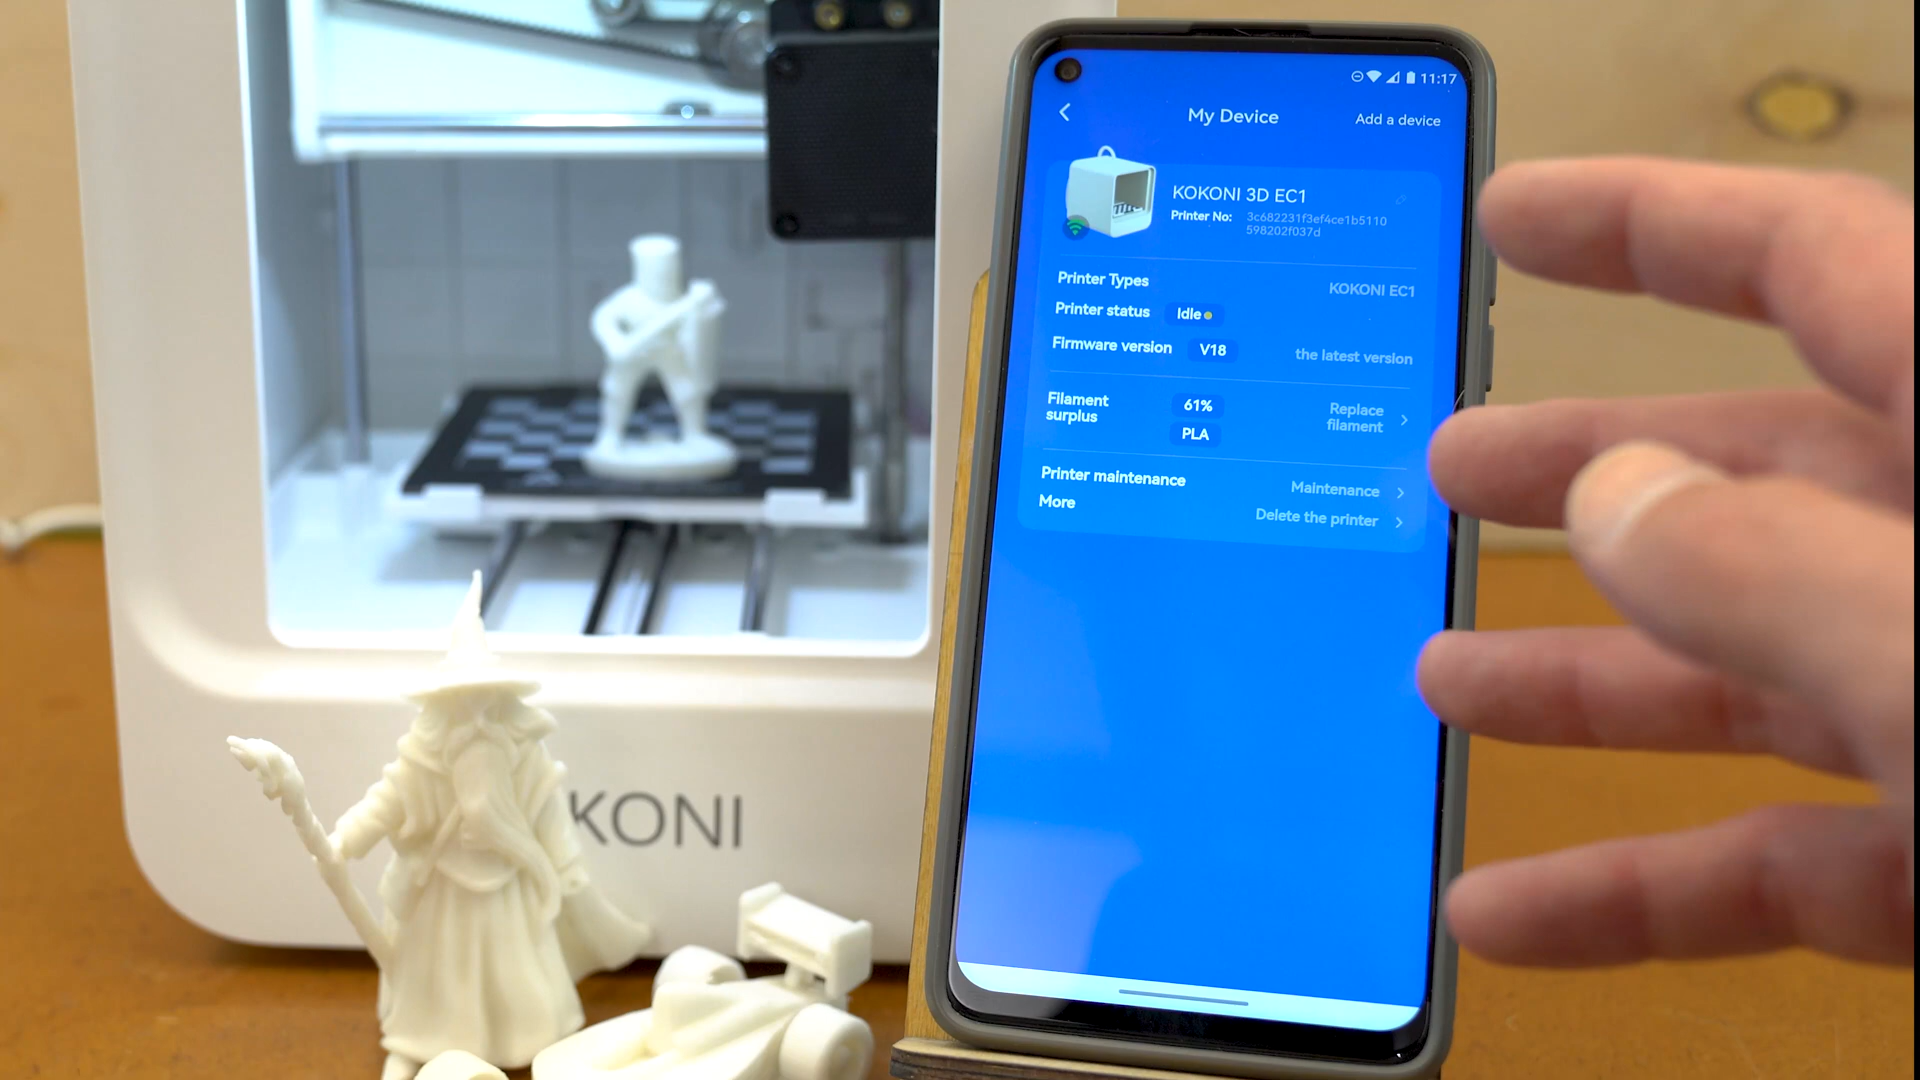 11:17
My Device
Add a device
KOKONI 3D EC1
Printer No: 3c682231f3ef4ce1b5110
598202f037d
Printer Types KOKONI EC1
Printer status Idle
Firmware version V18 the latest version
Filament
surplus
61%
PLA
Replace
filament
Printer maintenance Maintenance
More Delete the printer
KONI